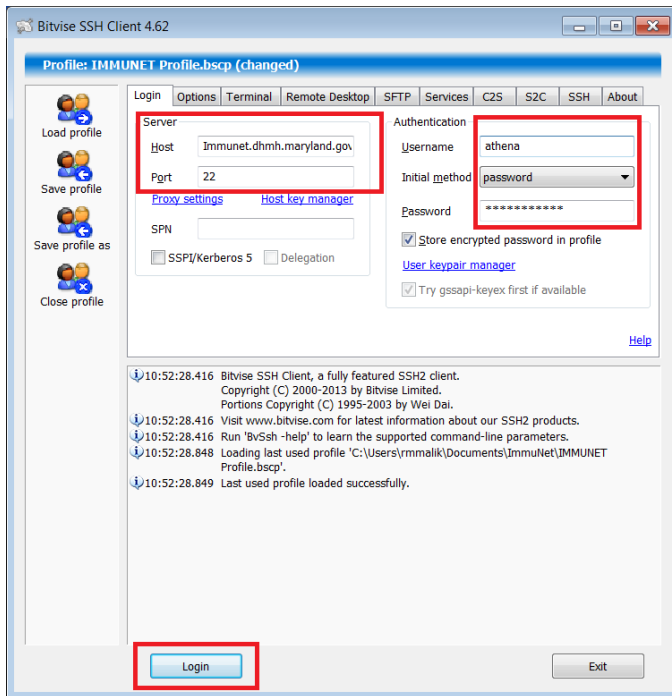 Bitvise SSH Client 4.62
Profile: IMMUNET Profile.bscp (changed)
Load profile
Save profile
Save profile as
Close profile
Login Options Terminal Remote Desktop SFTP Services C2S S2C SSH About
Server
Host Immunet.dhmh.maryland.gov
Port 22
Proxy settings Host key manager
SPN
SSPI/Kerberos 5 Delegation
Authentication
Username athena
Initial method password
Password ***********
Store encrypted password in profile
User keypair manager
Try gssapi-keyex first if available
Help
10:52:28.416 Bitvise SSH Client, a fully featured SSH2 client.
Copyright (C) 2000-2013 by Bitvise Limited.
Portions Copyright (C) 1995-2003 by Wei Dai.
10:52:28.416 Visit www.bitvise.com for latest information about our SSH2 products.
10:52:28.416 Run 'BvSsh -help' to learn the supported command-line parameters.
10:52:28.848 Loading last used profile 'C:\Users\rmmalik\Documents\ImmuNet\IMMUNET
Profile.bscp'.
10:52:28.849 Last used profile loaded successfully.
Login
Exit